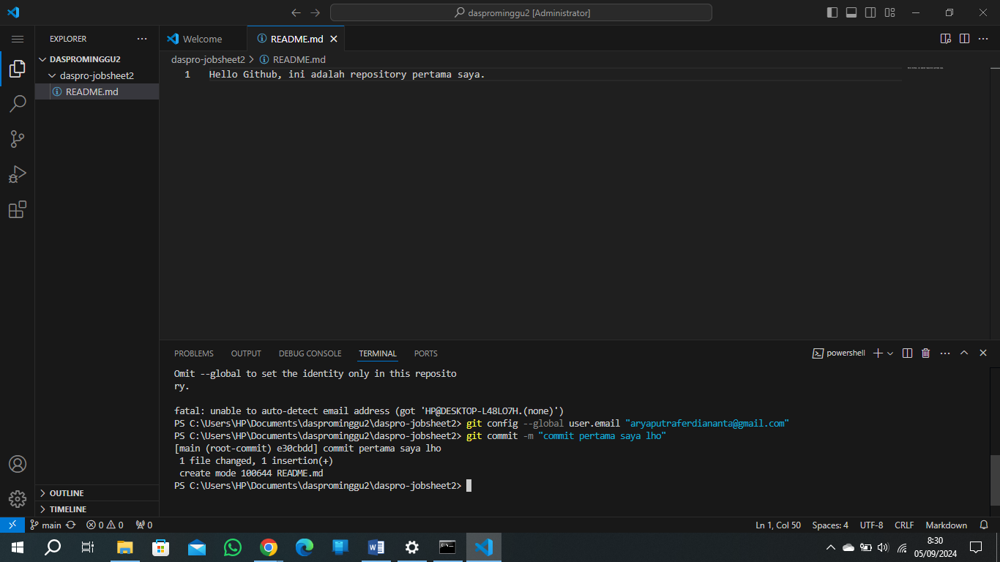 dasprominggu2 [Administrator]
EXPLORER
DASPROMINGGU2
daspro-jobsheet2
README.md
Welcome
README.md
daspro-jobsheet2 > README.md
1 Hello Github, ini adalah repository pertama saya.
PROBLEMS OUTPUT DEBUG CONSOLE TERMINAL PORTS
powershell
Omit --global to set the identity only in this reposito
ry.
fatal: unable to auto-detect email address (got 'HP@DESKTOP-L48LO7H.(none)')
PS C:\Users\HP\Documents\dasprominggu2\daspro-jobsheet2> git config --global user.email "aryaputraferdiananta@gmail.com"
PS C:\Users\HP\Documents\dasprominggu2\daspro-jobsheet2> git commit -m "commit pertama saya lho"
[main (root-commit) e30cbdd] commit pertama saya lho
1 file changed, 1 insertion(+)
create mode 100644 README.md
PS C:\Users\HP\Documents\dasprominggu2\daspro-jobsheet2>
OUTLINE
TIMELINE
main 0 0 0
Ln 1, Col 50 Spaces: 4 UTF-8 CRLF Markdown
8:30
05/09/2024